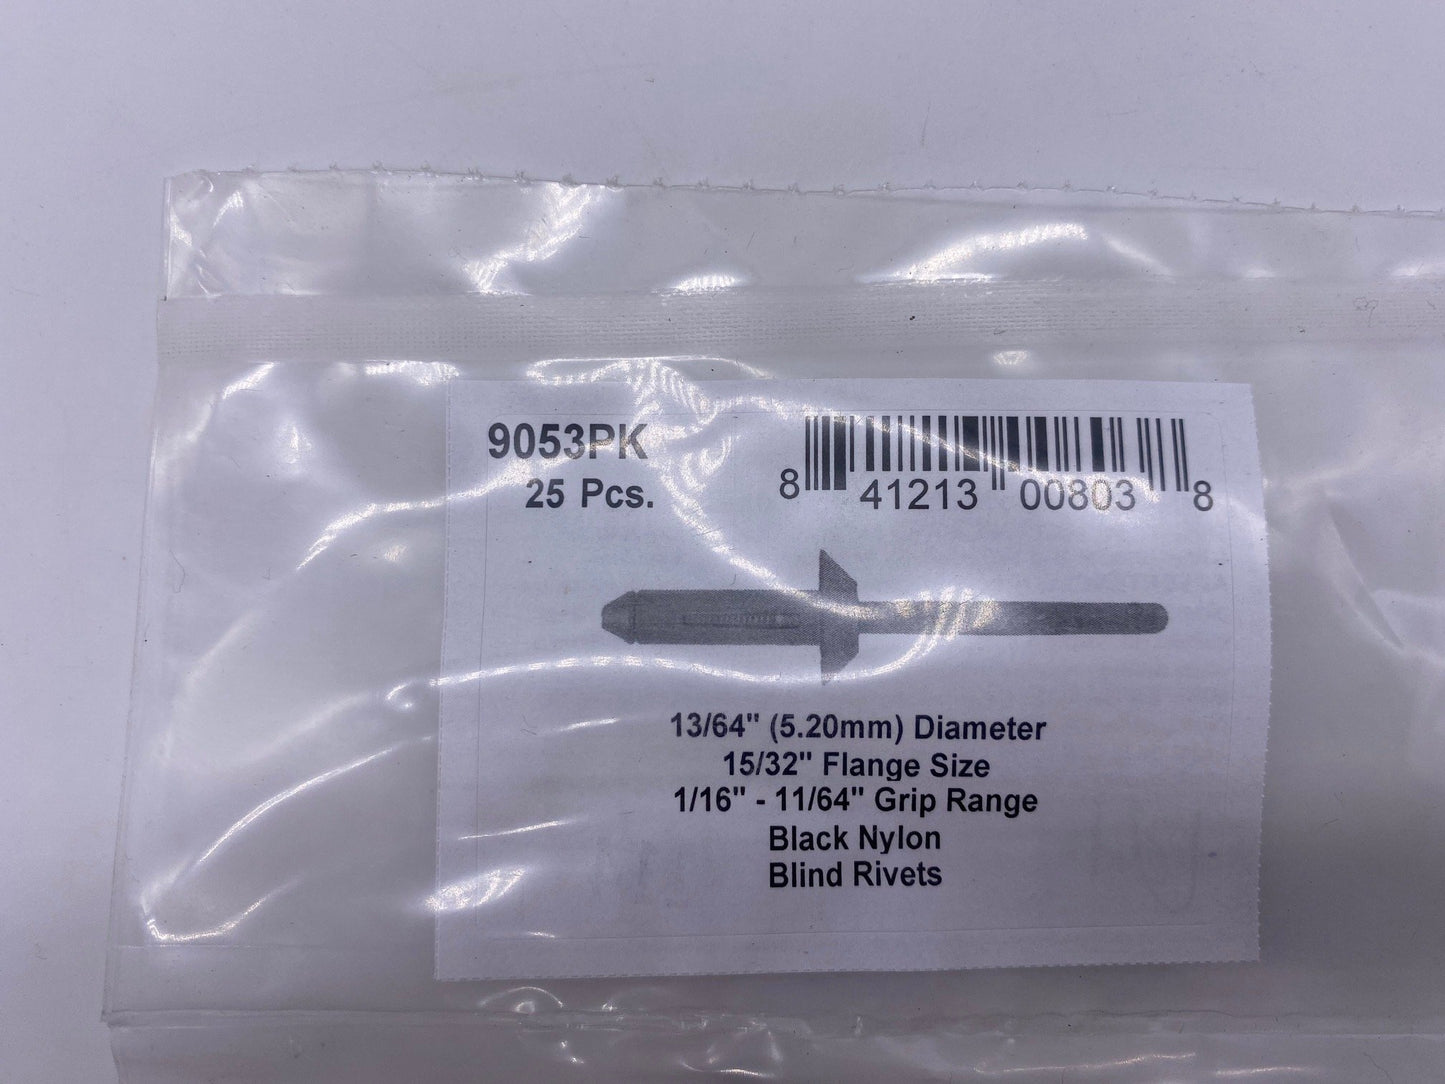 9053PK
25 Pcs.
8 41213 00803 8
13/64" (5.20mm) Diameter
15/32" Flange Size
1/16" - 11/64" Grip Range
Black Nylon
Blind Rivets